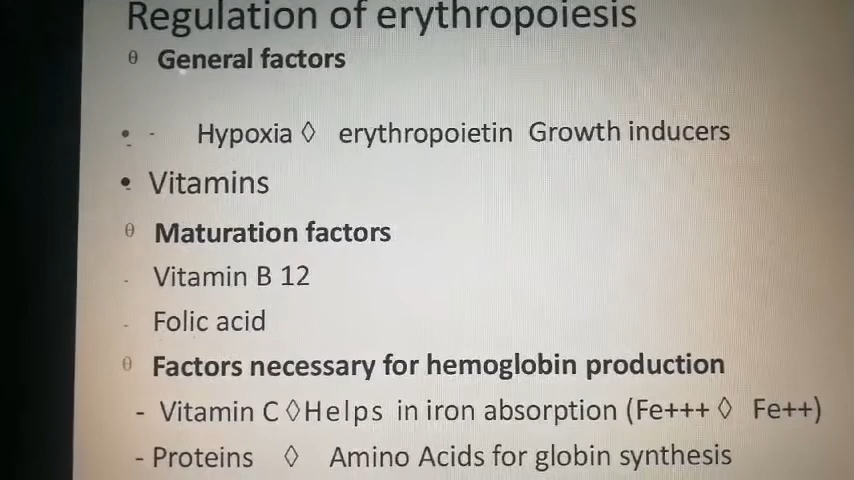 Regulation of erythropoiesis
θ General factors
• - Hypoxia ◊ erythropoietin Growth inducers
• Vitamins
θ Maturation factors
- Vitamin B 12
- Folic acid
θ Factors necessary for hemoglobin production
- Vitamin C ◊Helps in iron absorption (Fe+++ ◊ Fe++)
- Proteins ◊ Amino Acids for globin synthesis